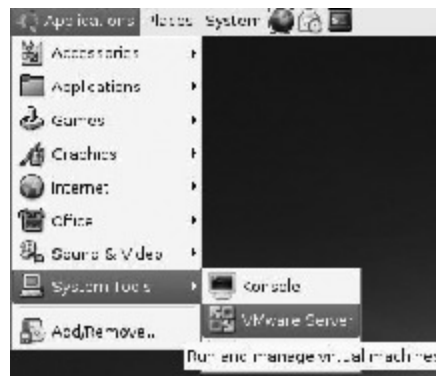 Applications Places System
Accessories
Applications
Games
Graphics
Internet
Office
Sound & Video
System Tools
Konsole
VMware Server
Add/Remove...
Run and manage virtual machines